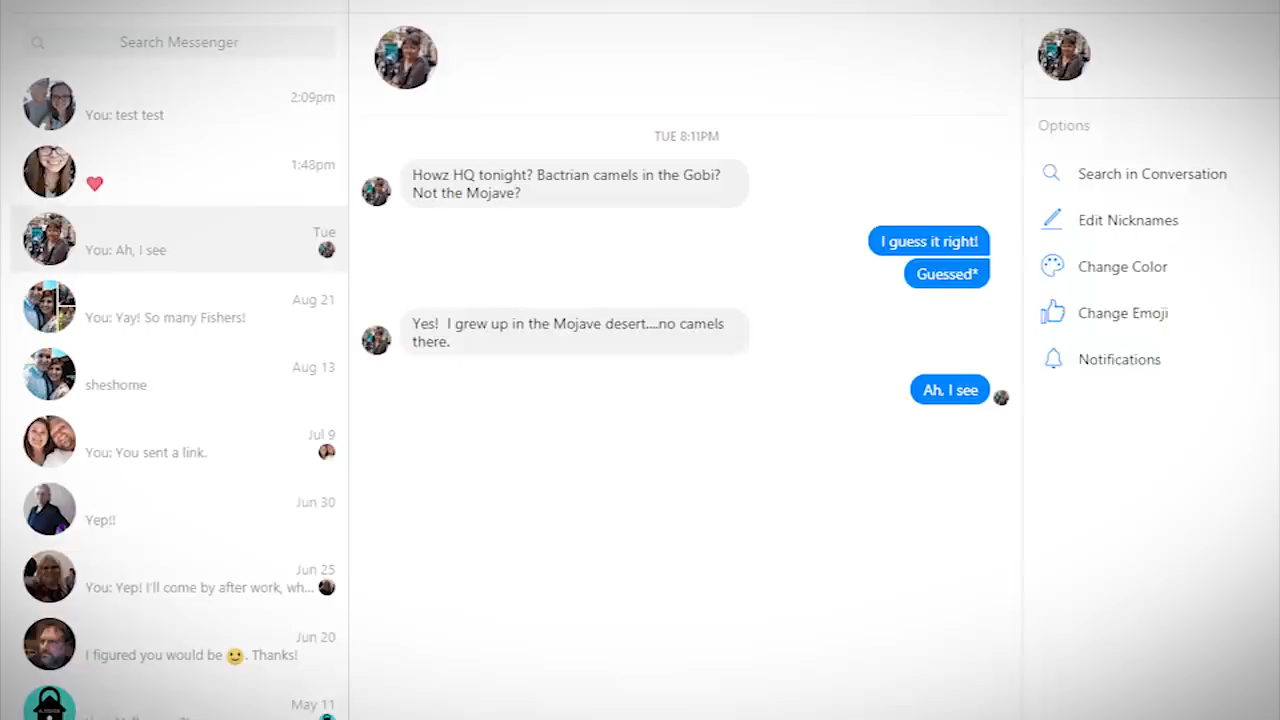 Search Messenger
2:09pm
You: test test
1:48pm
Tue
You: Ah, I see
Aug 21
You: Yay! So many Fishers!
Aug 13
sheshome
Jul 9
You: You sent a link.
Jun 30
Yep!!
Jun 25
You: Yep! I'll come by after work, wh...
Jun 20
I figured you would be 🙂. Thanks!
May 11
TUE 8:11PM
Howz HQ tonight? Bactrian camels in the Gobi?
Not the Mojave?
I guess it right!
Guessed*
Yes!  I grew up in the Mojave desert....no camels
there.
Ah, I see
Options
Search in Conversation
Edit Nicknames
Change Color
Change Emoji
Notifications